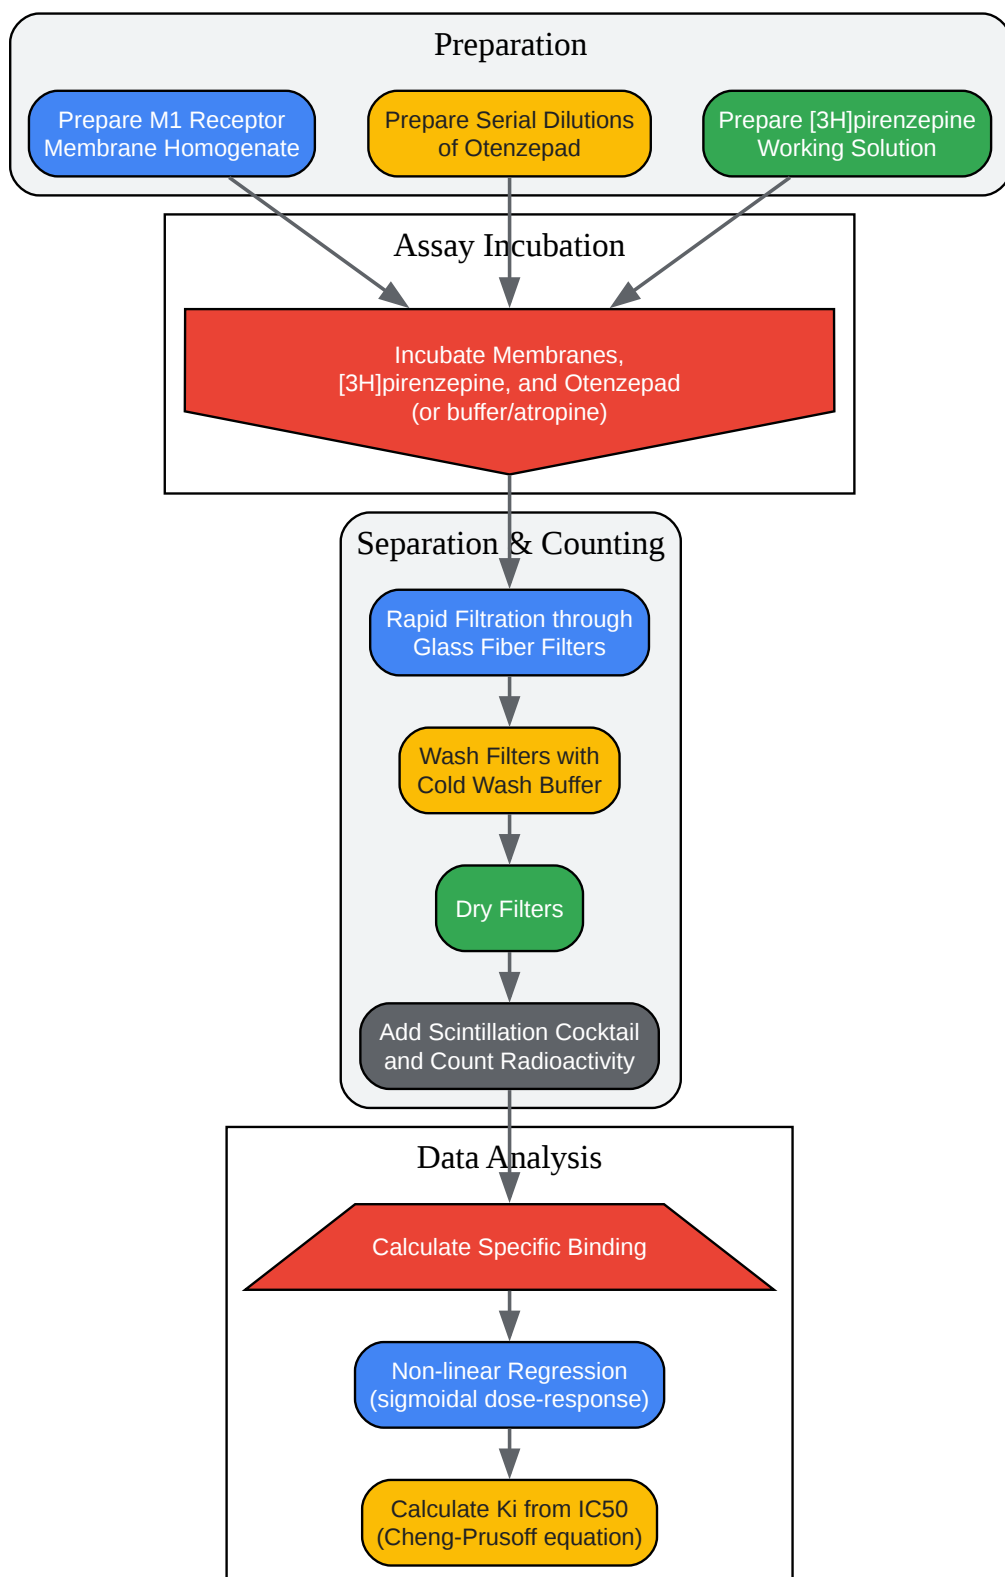 Preparation
Prepare M1 Receptor
Membrane Homogenate
Prepare Serial Dilutions
of Otenzepad
Prepare [3H]pirenzepine
Working Solution
Assay Incubation
Incubate Membranes,
[3H]pirenzepine, and Otenzepad
(or buffer/atropine)
Separation & Counting
Rapid Filtration through
Glass Fiber Filters
Wash Filters with
Cold Wash Buffer
Dry Filters
Add Scintillation Cocktail
and Count Radioactivity
Data Analysis
Calculate Specific Binding
Non-linear Regression
(sigmoidal dose-response)
Calculate Ki from IC50
(Cheng-Prusoff equation)